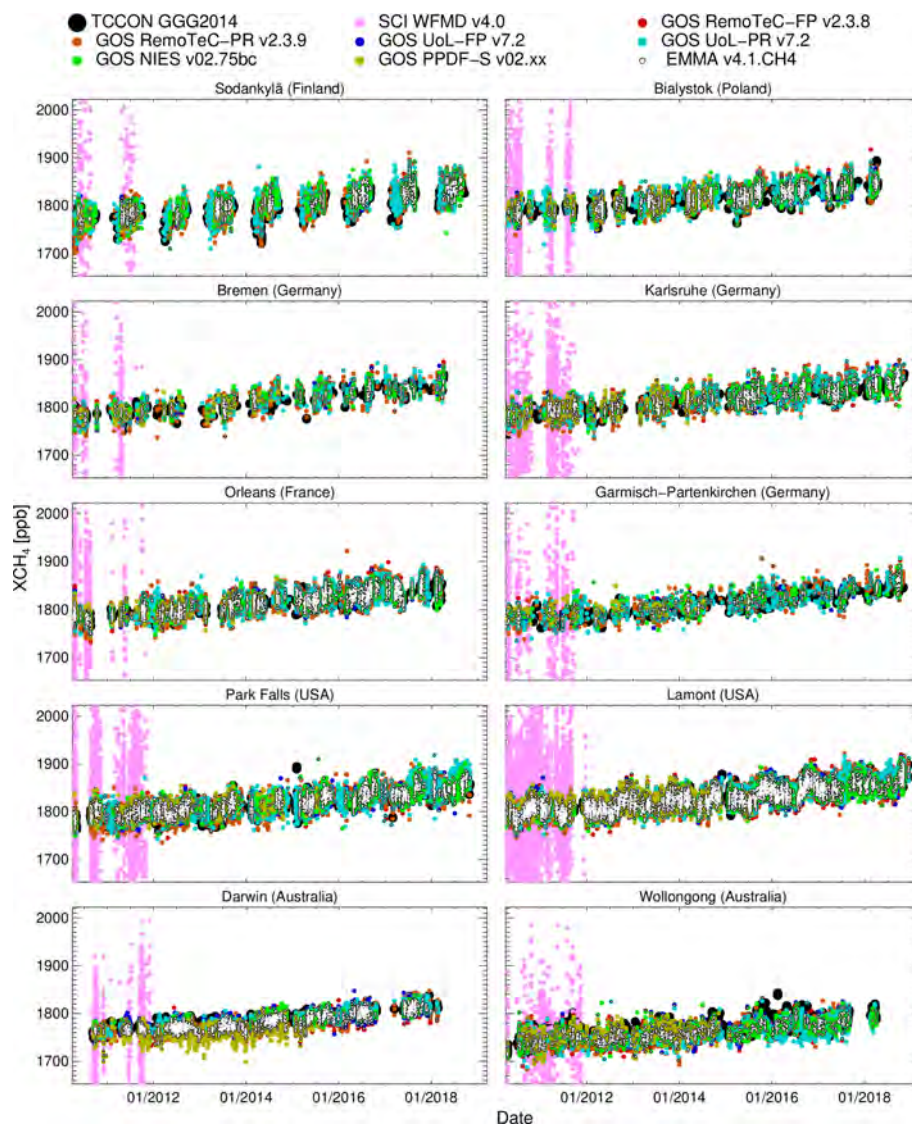 TCCON GGG2014 SCI WFMD v4.0 GOS RemoTeC−FP v2.3.8
GOS RemoTeC−PR v2.3.9 GOS UoL−FP v7.2 GOS UoL−PR v7.2
GOS NIES v02.75bc GOS PPDF−S v02.xx EMMA v4.1.CH4
Sodankylä (Finland) Bialystok (Poland)
2000
1900
1800
1700
Bremen (Germany) Karlsruhe (Germany)
2000
1900
1800
1700
Orleans (France) Garmisch−Partenkirchen (Germany)
2000
1900
1800
1700
XCH₄ [ppb]
Park Falls (USA) Lamont (USA)
2000
1900
1800
1700
Darwin (Australia) Wollongong (Australia)
2000
1900
1800
1700
01/2012 01/2014 01/2016 01/2018 01/2012 01/2014 01/2016 01/2018
Date